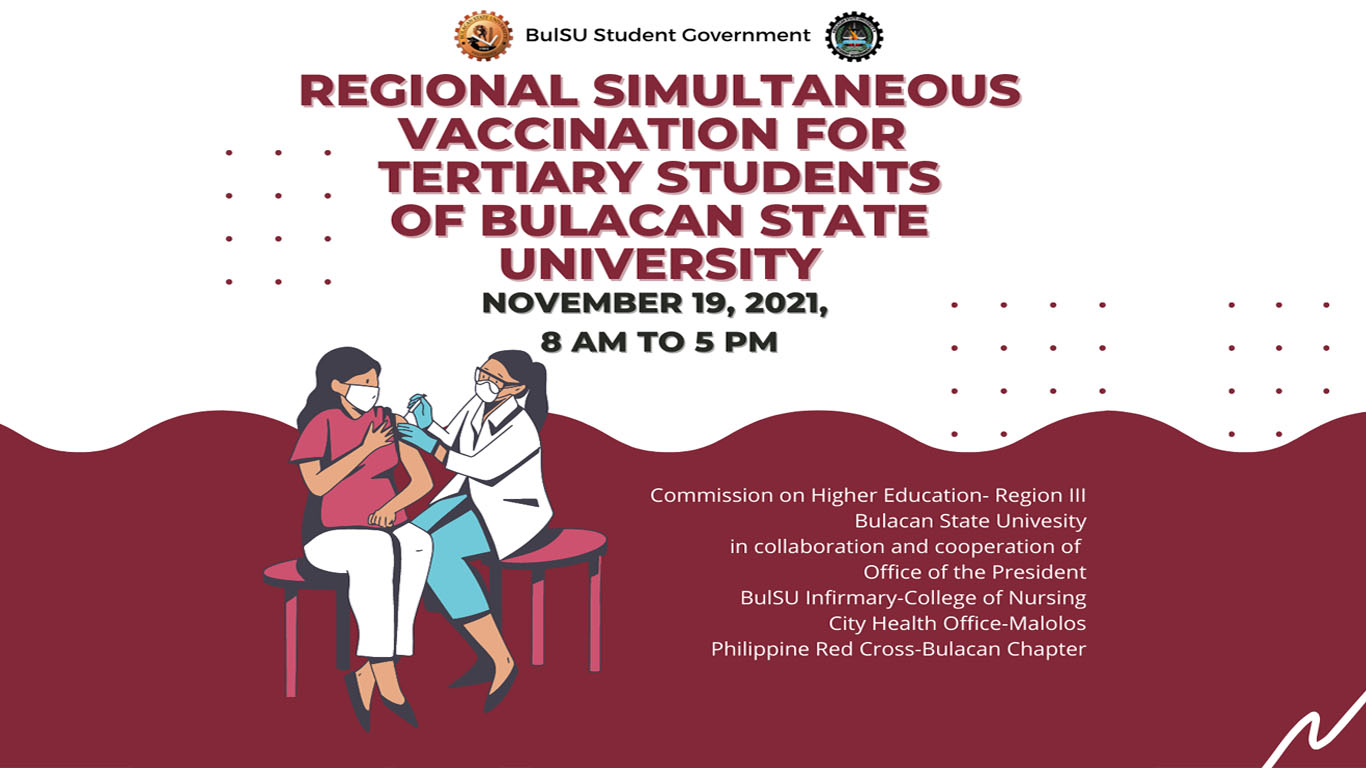 BulSU Student Government
REGIONAL SIMULTANEOUS
VACCINATION FOR
TERTIARY STUDENTS
OF BULACAN STATE
UNIVERSITY
NOVEMBER 19, 2021,
8 AM TO 5 PM
Commission on Higher Education- Region III
Bulacan State Univesity
in collaboration and cooperation of
Office of the President
BulSU Infirmary-College of Nursing
City Health Office-Malolos
Philippine Red Cross-Bulacan Chapter